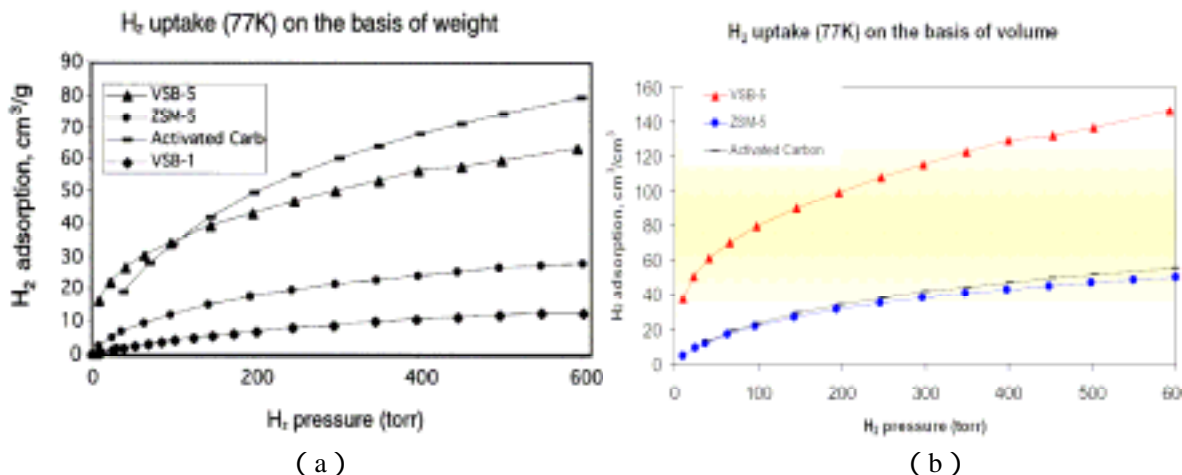 H₂ uptake (77K) on the basis of weight
H₂ adsorption, cm³/g
90
80
70
60
50
40
30
20
10
0
VSB-5
ZSM-5
Activated Carb
VSB-1
0
200
400
600
H₂ pressure (torr)
(a)
H₂ uptake (77K) on the basis of volume
H₂ adsorption, cm³/cm³
160
140
120
100
80
60
40
20
0
VSB-5
ZSM-5
Activated Carbon
0
100
200
300
400
500
600
H₂ pressure (torr)
(b)